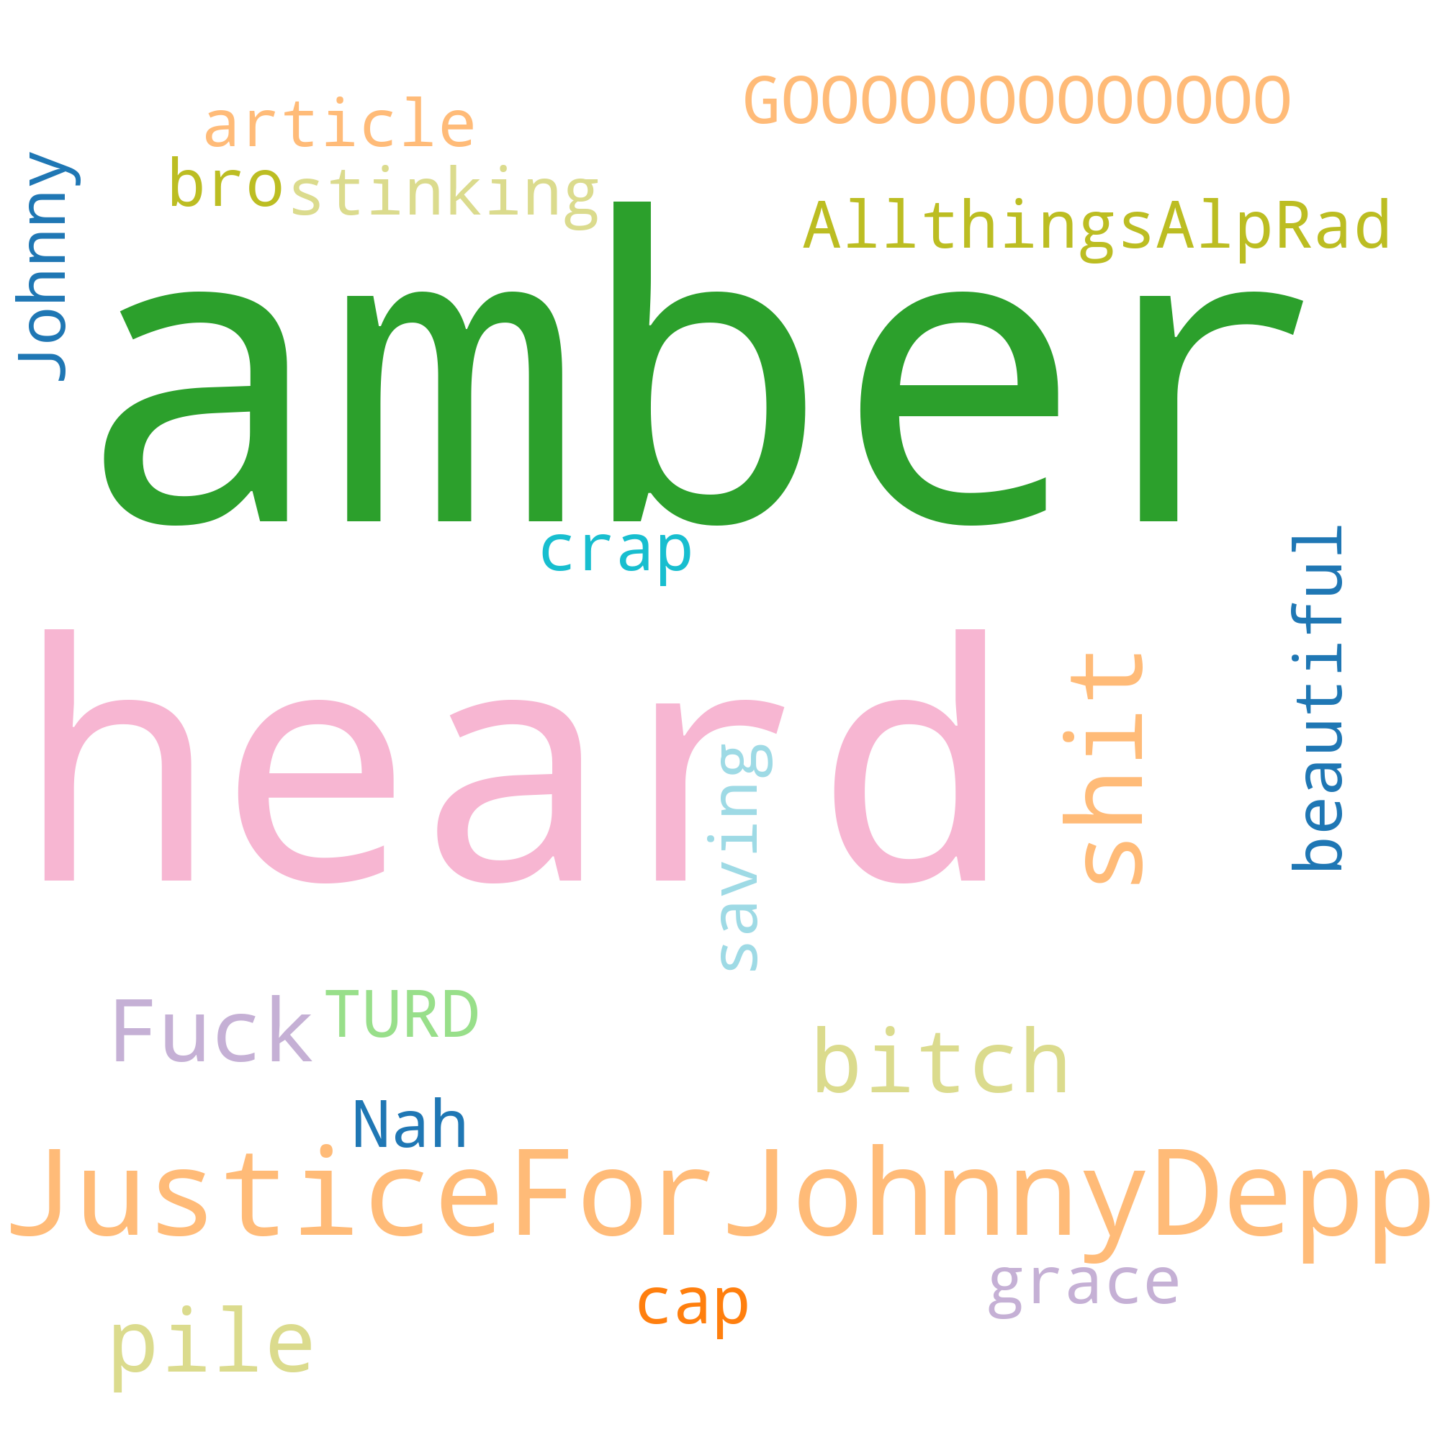 GOOOOOOOOOOOOO
article
Johnny
bro
stinking
AllthingsAlpRad
amber
crap
beautiful
heard
shit
saving
Fuck
TURD
bitch
Nah
JusticeForJohnnyDepp
grace
cap
pile